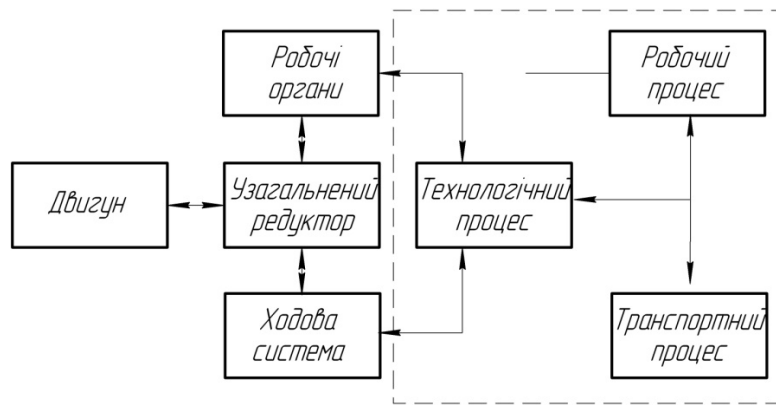 Робочі
органи
Робочий
процес
Двигун
Узагальнений
редуктор
Технологічний
процес
Ходова
система
Транспортний
процес